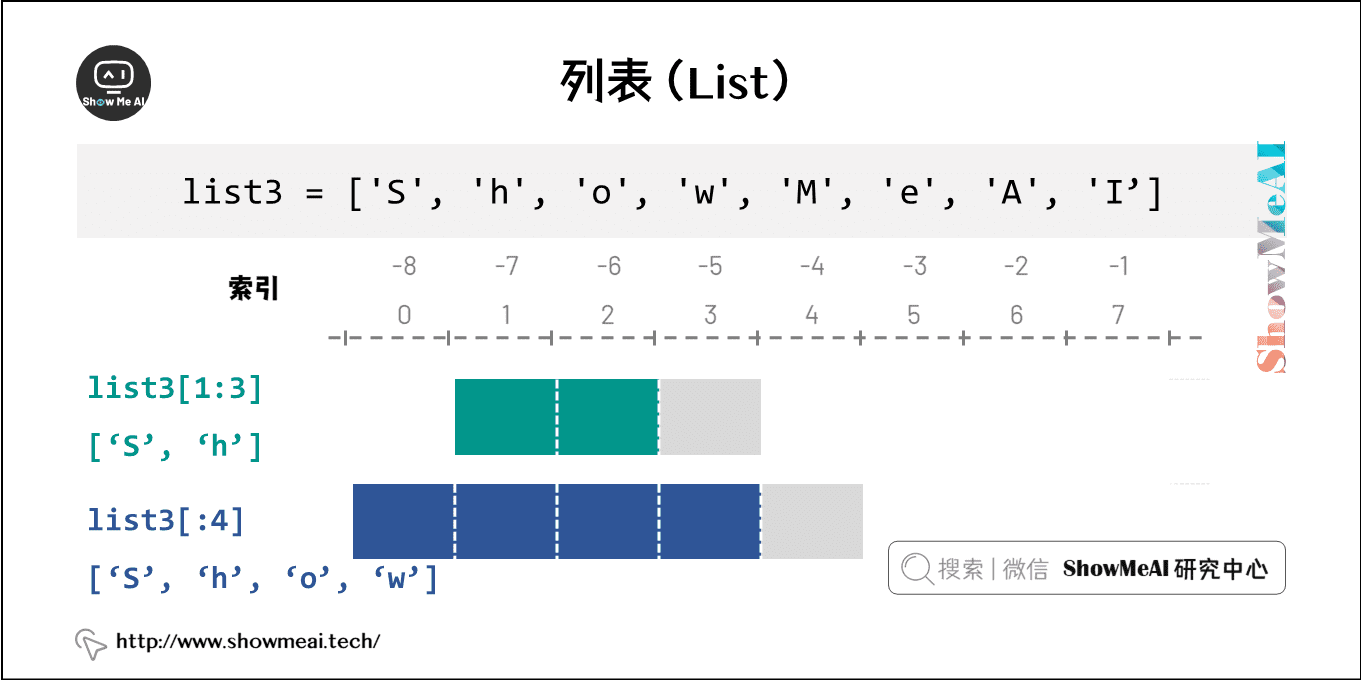 Show Me AI
列表（List）
list3 = ['S', 'h', 'o', 'w', 'M', 'e', 'A', 'I’]
-8 -7 -6 -5 -4 -3 -2 -1
索引
0 1 2 3 4 5 6 7
ShowMeAI
list3[1:3]
[‘S’, ‘h’]
list3[:4]
[‘S’, ‘h’, ‘o’, ‘w’]
搜索 | 微信 ShowMeAI 研究中心
http://www.showmeai.tech/